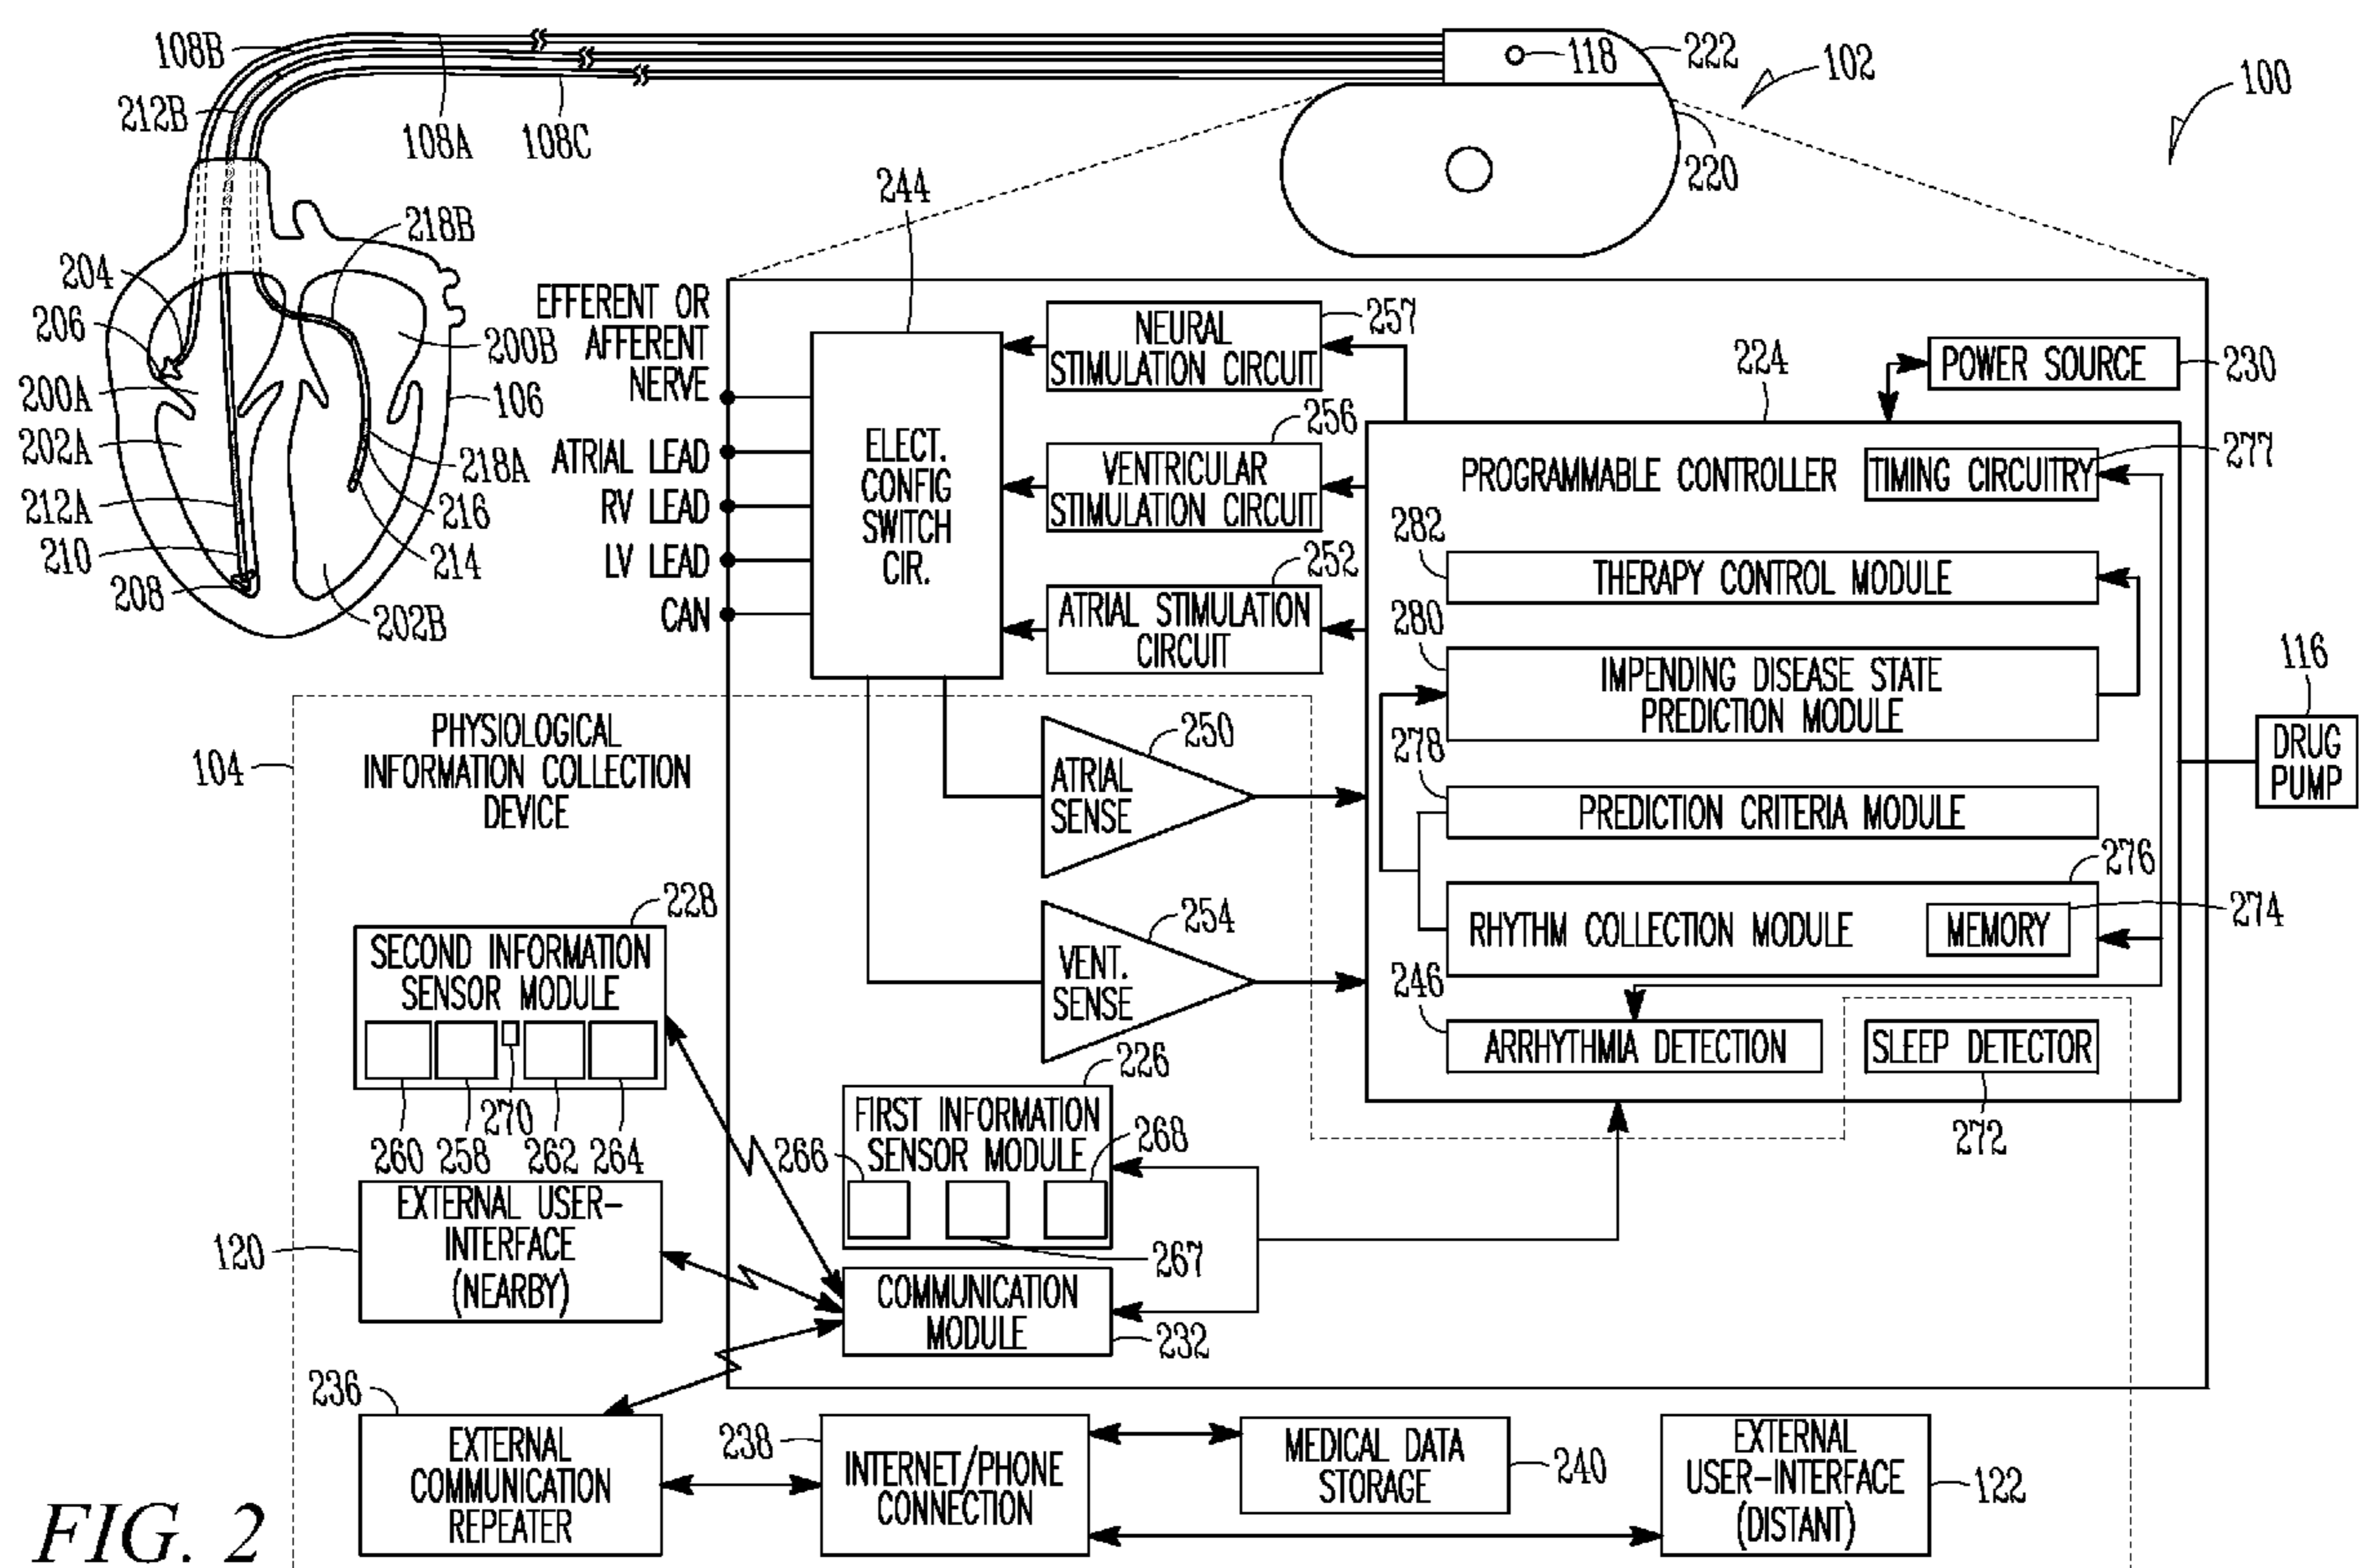 108B
212B
108A
108C
118
222
102
100
220
204
206
200A
202A
212A
210
208
218B
200B
106
218A
216
214
202B
244
EFFERENT OR
AFFERENT
NERVE
ATRIAL LEAD
RV LEAD
LV LEAD
CAN
ELECT.
CONFIG
SWITCH
CIR.
NEURAL
STIMULATION CIRCUIT
257
VENTRICULAR
STIMULATION CIRCUIT
256
ATRIAL STIMULATION
CIRCUIT
252
224
POWER SOURCE
230
PROGRAMMABLE CONTROLLER
TIMING CIRCUITRY
277
282
THERAPY CONTROL MODULE
280
IMPENDING DISEASE STATE
PREDICTION MODULE
278
PREDICTION CRITERIA MODULE
276
RHYTHM COLLECTION MODULE
MEMORY
274
246
ARRHYTHMIA DETECTION
SLEEP DETECTOR
272
116
DRUG
PUMP
104
PHYSIOLOGICAL
INFORMATION COLLECTION
DEVICE
250
ATRIAL
SENSE
254
VENT.
SENSE
228
SECOND INFORMATION
SENSOR MODULE
270
260
258
262
264
226
FIRST INFORMATION
SENSOR MODULE
266
268
267
120
EXTERNAL USER-
INTERFACE
(NEARBY)
COMMUNICATION
MODULE
232
236
EXTERNAL
COMMUNICATION
REPEATER
238
INTERNET/PHONE
CONNECTION
MEDICAL DATA
STORAGE
240
EXTERNAL
USER-INTERFACE
(DISTANT)
122
FIG. 2